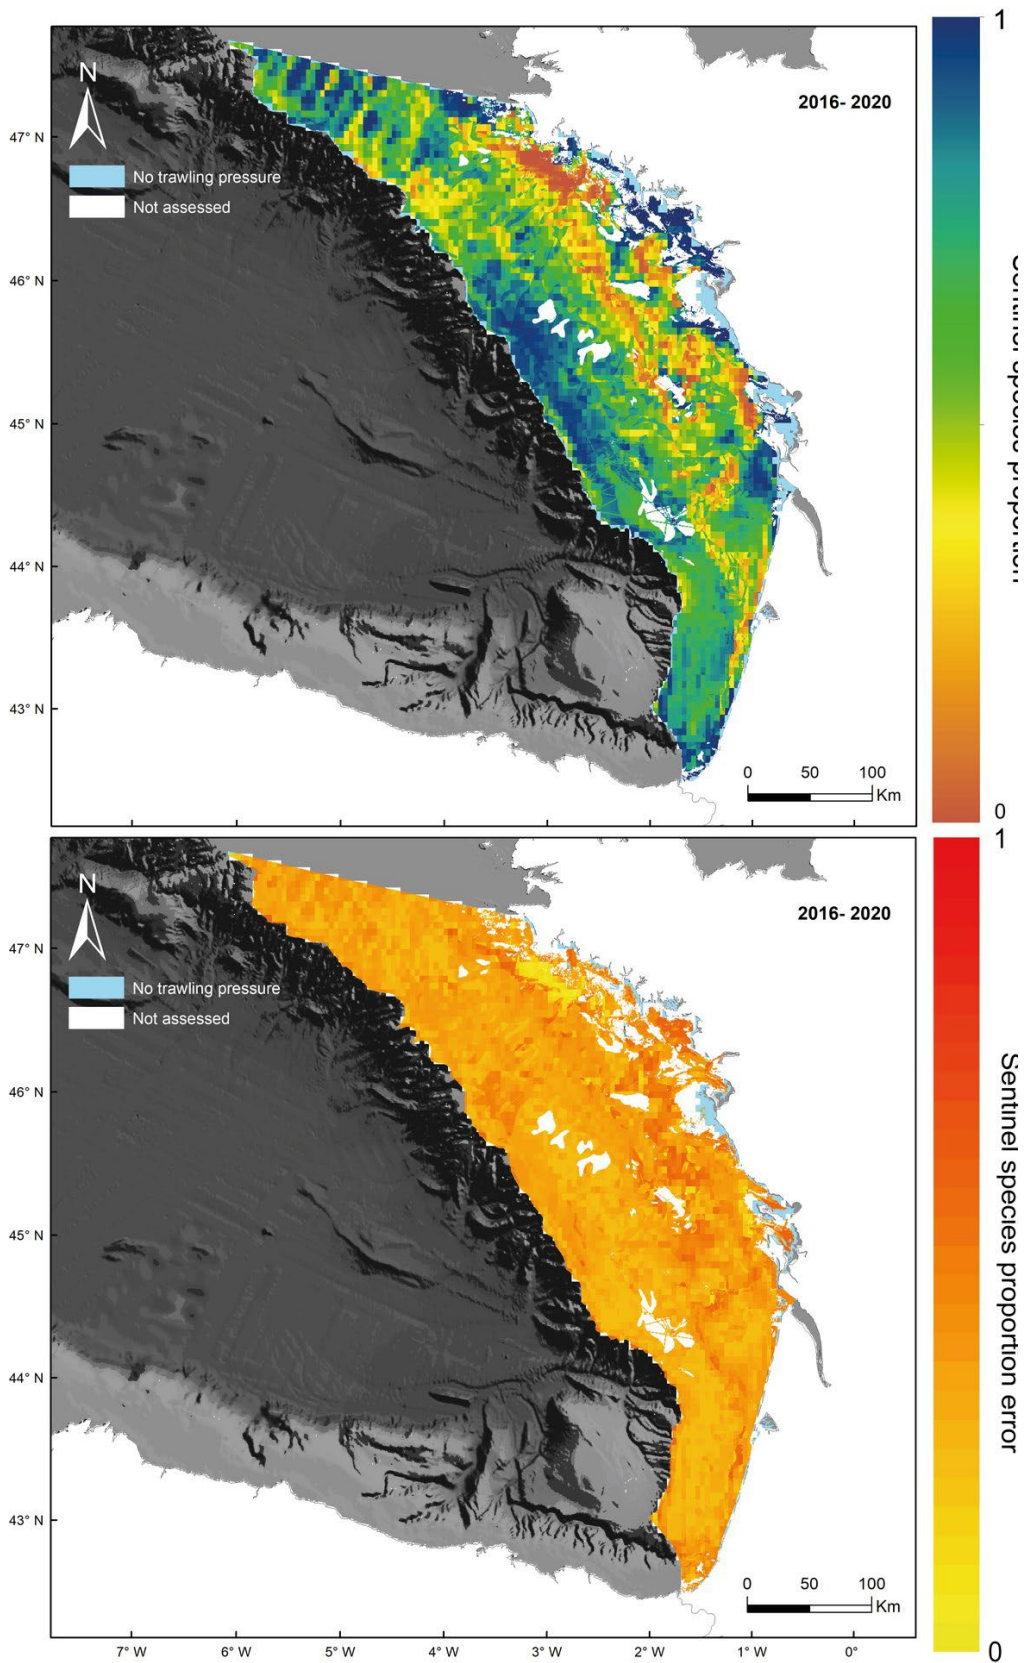 1
N
2016- 2020
47° N
No trawling pressure
Not assessed
46° N
45° N
species proportion
44° N
43° N
0 50 100
Km
0
1
N
2016- 2020
47° N
No trawling pressure
Not assessed
46° N
45° N
Sentinel species proportion error
44° N
43° N
0 50 100
Km
7° W 6° W 5° W 4° W 3° W 2° W 1° W 0°
0